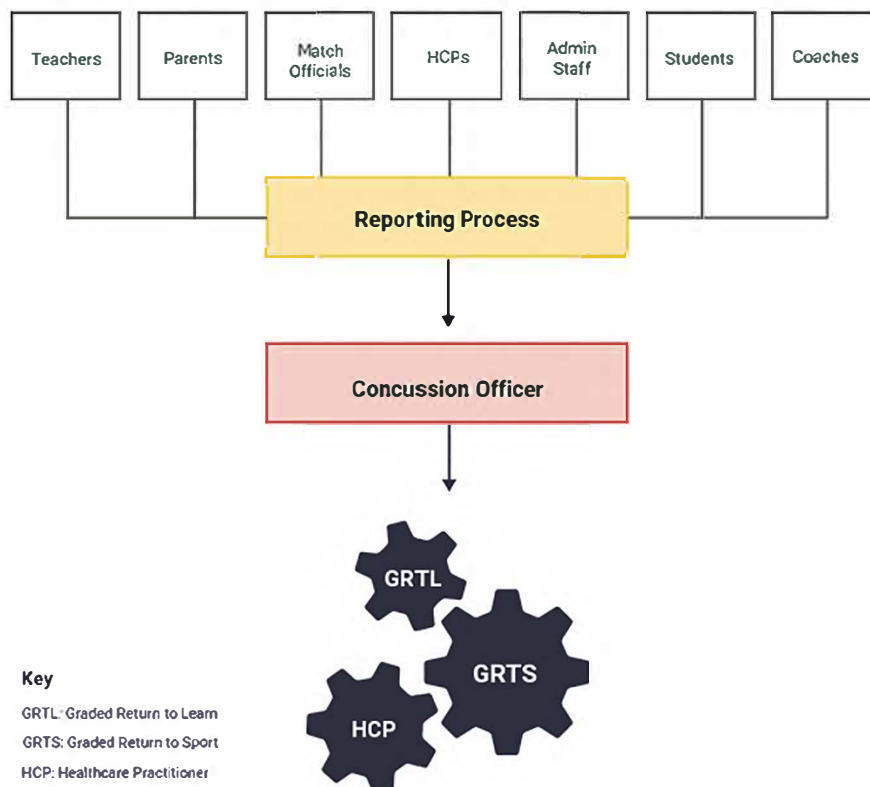 Teachers
Parents
Match
Officials
HCPs
Admin
Staff
Students
Coaches
Reporting Process
Concussion Officer
GRTL
GRTS
HCP
Key
GRTL: Graded Return to Learn
GRTS: Graded Return to Sport
HCP: Healthcare Practitioner